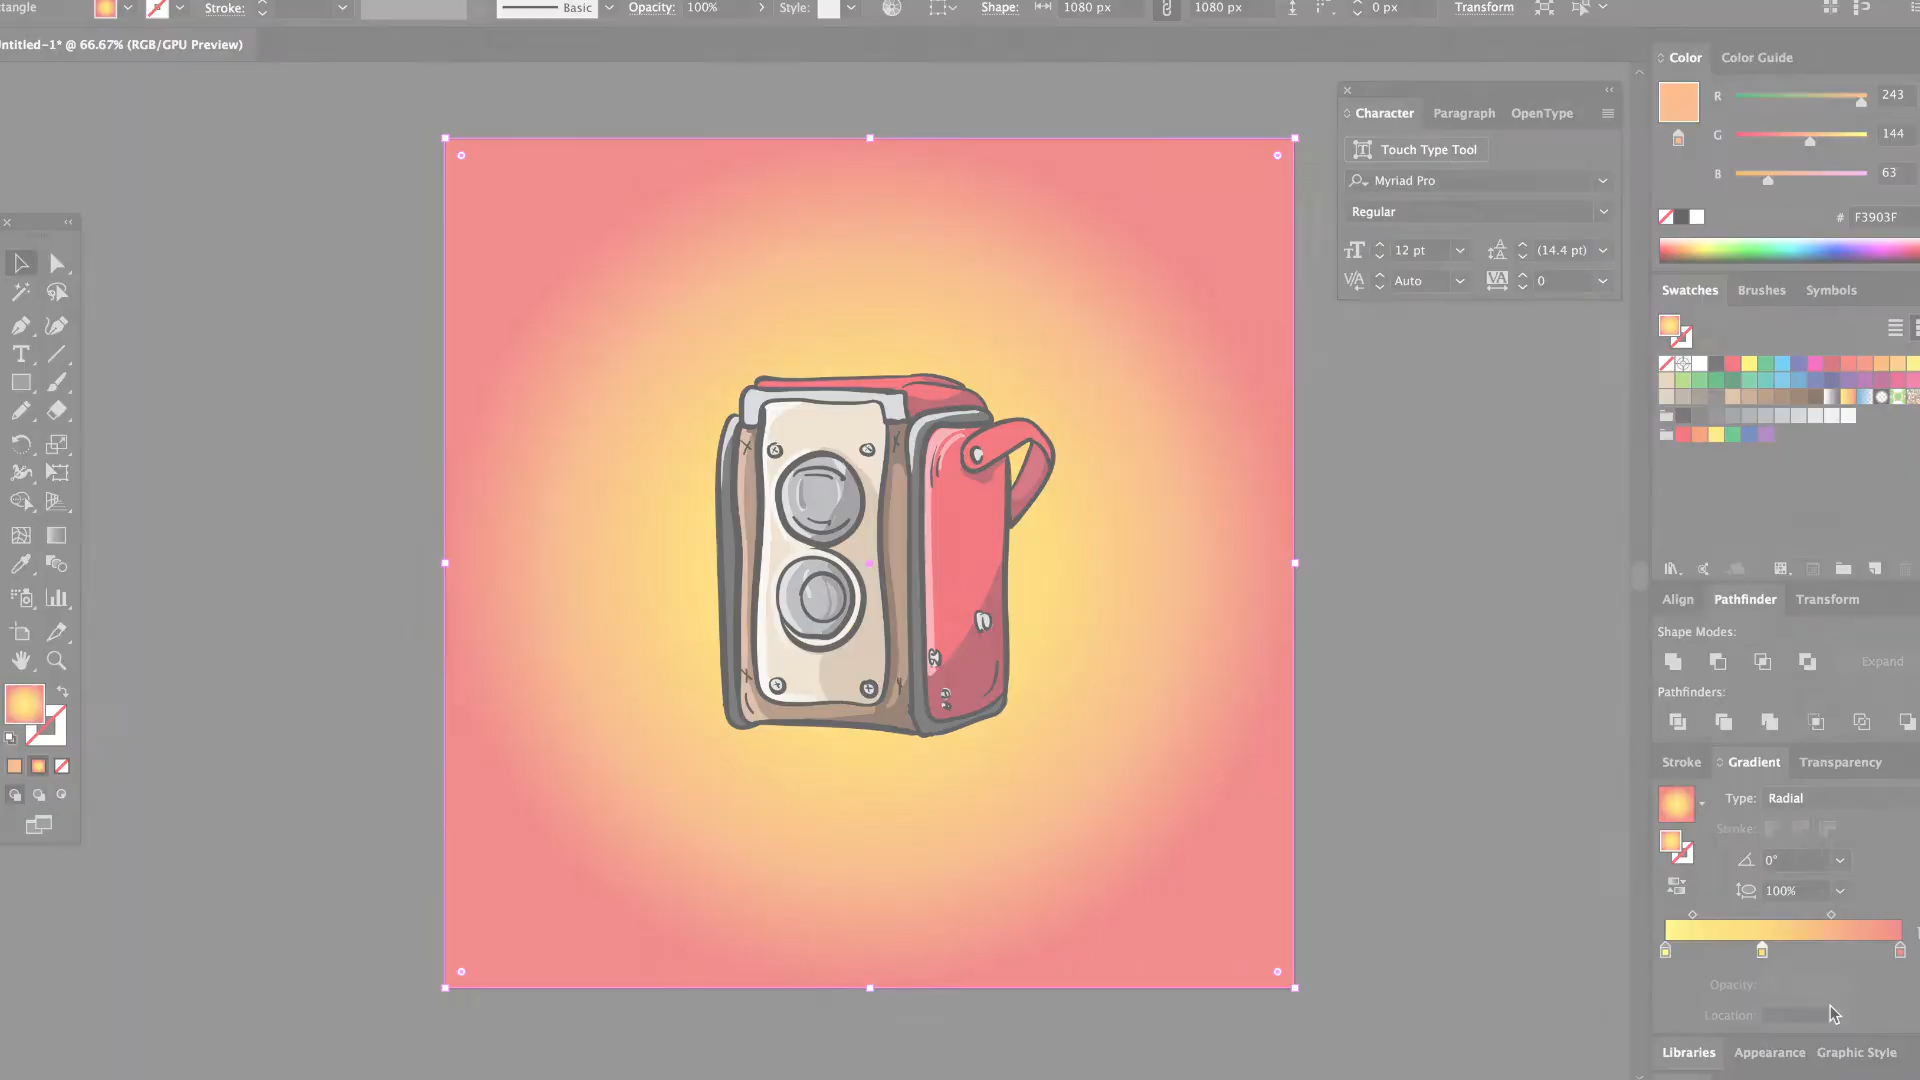 ctangle
Stroke:
Basic
Opacity: 100%
Style:
Shape: 1080 px 1080 px 0 px
Transform
Untitled-1* @ 66.67% (RGB/GPU Preview)
Color Color Guide
R 243
G 144
B 63
# F3903F
Character Paragraph OpenType
Touch Type Tool
Myriad Pro
Regular
12 pt (14.4 pt)
Auto 0
Swatches Brushes Symbols
Align Pathfinder Transform
Shape Modes:
Expand
Pathfinders:
Stroke Gradient Transparency
Type: Radial
Stroke:
0°
100%
Opacity:
Location:
Libraries Appearance Graphic Style